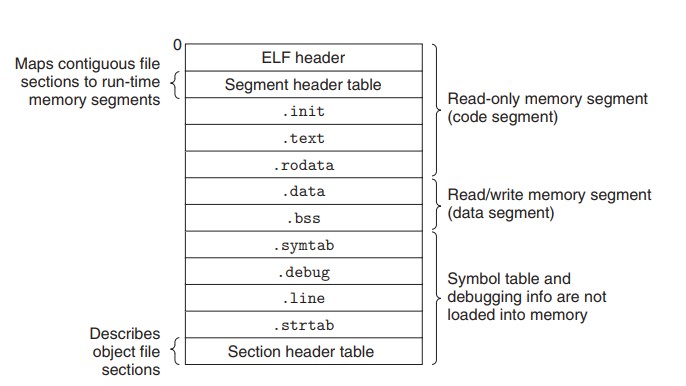 0
ELF header
Maps contiguous file
sections to run-time
memory segments
Segment header table
.init
.text
.rodata
Read-only memory segment
(code segment)
.data
.bss
Read/write memory segment
(data segment)
.symtab
.debug
.line
.strtab
Symbol table and
debugging info are not
loaded into memory
Describes
object file
sections
Section header table